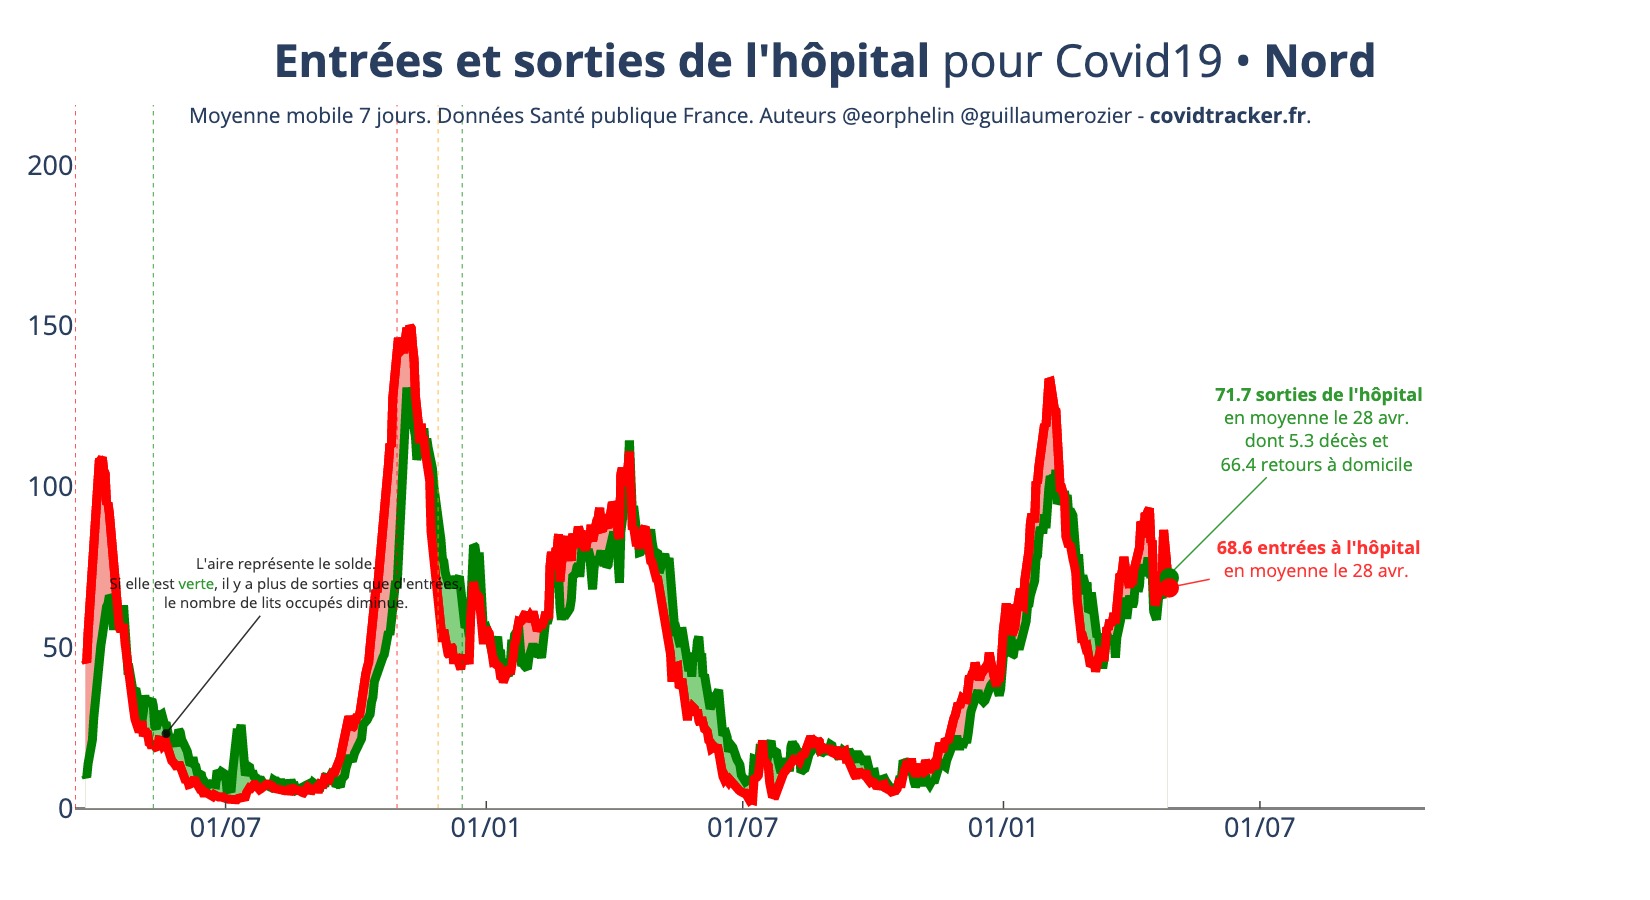 Entrées et sorties de l'hôpital pour Covid19 • Nord
Moyenne mobile 7 jours. Données Santé publique France. Auteurs @eorphelin @guillaumerozier - covidtracker.fr.
200
150
100
50
0
71.7 sorties de l'hôpital
en moyenne le 28 avr.
dont 5.3 décès et
66.4 retours à domicile
68.6 entrées à l'hôpital
en moyenne le 28 avr.
L'aire représente le solde.
Si elle est verte, il y a plus de sorties que d'entrées,
le nombre de lits occupés diminue.
01/07
01/01
01/07
01/01
01/07